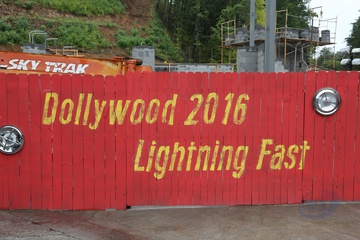 SKY TRAK
Dollywood 2016
Lightning Fast